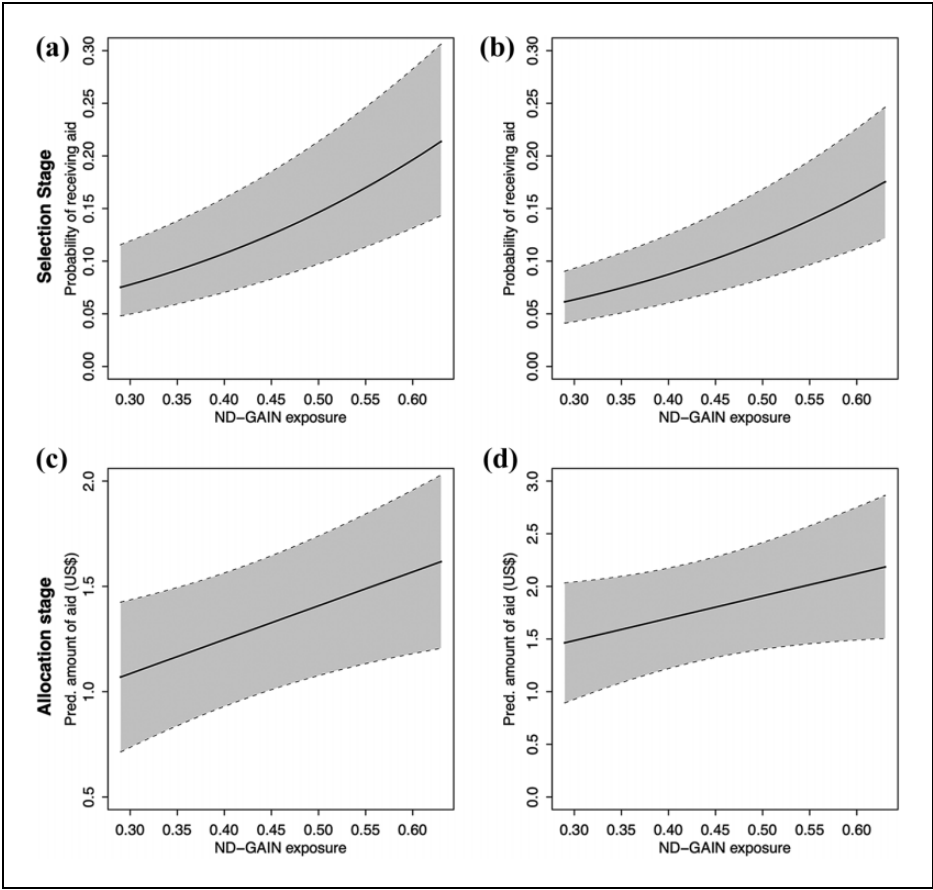 (a)
Selection Stage
Probability of receiving aid
0.30
0.25
0.20
0.15
0.10
0.05
0.00
0.30 0.35 0.40 0.45 0.50 0.55 0.60
ND−GAIN exposure
(b)
Probability of receiving aid
0.30
0.25
0.20
0.15
0.10
0.05
0.00
0.30 0.35 0.40 0.45 0.50 0.55 0.60
ND−GAIN exposure
(c)
Allocation stage
Pred. amount of aid (US$)
2.0
1.5
1.0
0.5
0.30 0.35 0.40 0.45 0.50 0.55 0.60
ND−GAIN exposure
(d)
Pred. amount of aid (US$)
3.0
2.5
2.0
1.5
1.0
0.5
0.0
0.30 0.35 0.40 0.45 0.50 0.55 0.60
ND−GAIN exposure